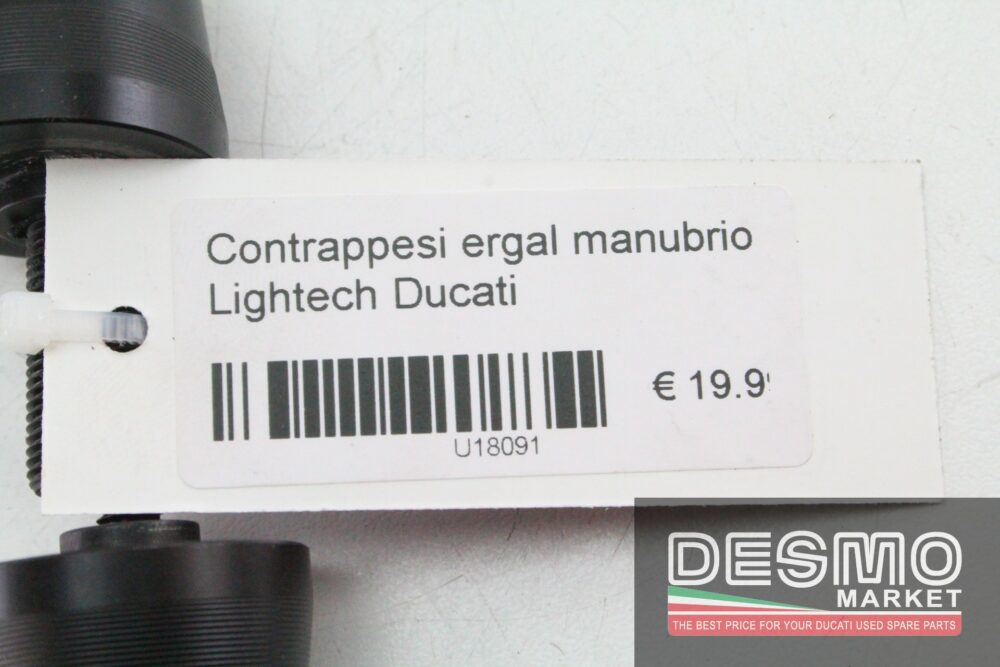 Contrappesi ergal manubrio
Lightech Ducati
€ 19.9
U18091
DESMO
MARKET
THE BEST PRICE FOR YOUR DUCATI USED SPARE PARTS